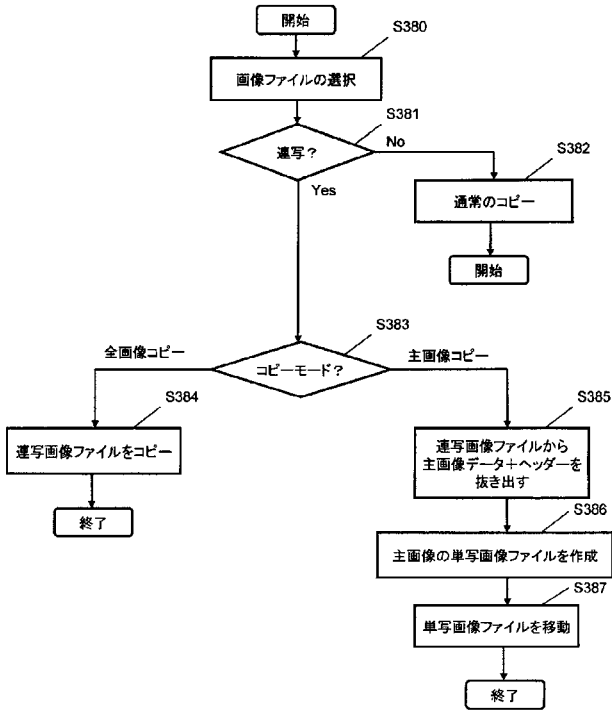 開始
S380
画像ファイルの選択
S381
連写？
No
S382
Yes
通常のコピー
開始
S383
全画像コピー
コピーモード？
主画像コピー
S384
S385
連写画像ファイルをコピー
連写画像ファイルから
主画像データ＋ヘッダーを
抜き出す
終了
S386
主画像の単写画像ファイルを作成
S387
単写画像ファイルを移動
終了